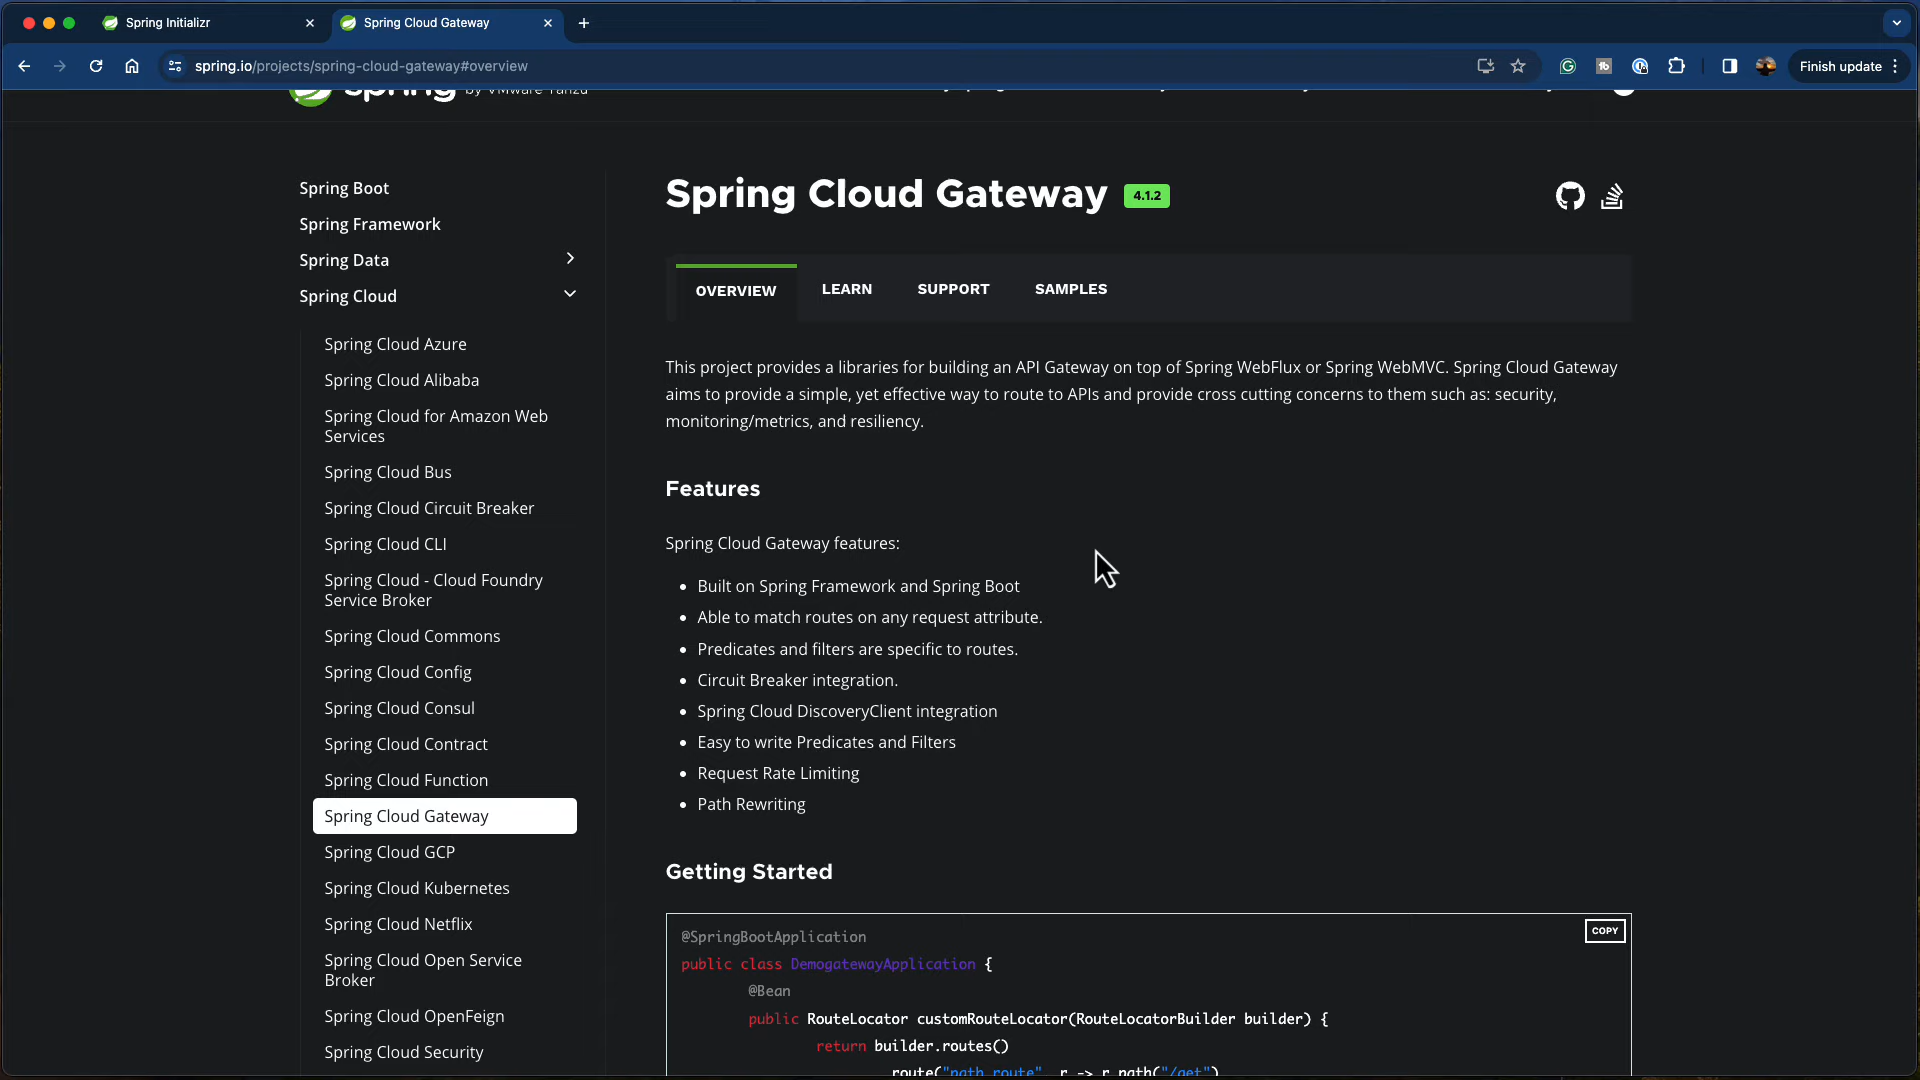 Spring Initializr
Spring Cloud Gateway
spring.io/projects/spring-cloud-gateway#overview
Finish update
spring by VMware Tanzu
Spring Boot
Spring Framework
Spring Data
Spring Cloud
Spring Cloud Azure
Spring Cloud Alibaba
Spring Cloud for Amazon Web
Services
Spring Cloud Bus
Spring Cloud Circuit Breaker
Spring Cloud CLI
Spring Cloud - Cloud Foundry
Service Broker
Spring Cloud Commons
Spring Cloud Config
Spring Cloud Consul
Spring Cloud Contract
Spring Cloud Function
Spring Cloud Gateway
Spring Cloud GCP
Spring Cloud Kubernetes
Spring Cloud Netflix
Spring Cloud Open Service
Broker
Spring Cloud OpenFeign
Spring Cloud Security
Spring Cloud Gateway 4.1.2
OVERVIEW LEARN SUPPORT SAMPLES
This project provides a libraries for building an API Gateway on top of Spring WebFlux or Spring WebMVC. Spring Cloud Gateway
aims to provide a simple, yet effective way to route to APIs and provide cross cutting concerns to them such as: security,
monitoring/metrics, and resiliency.
Features
Spring Cloud Gateway features:
• Built on Spring Framework and Spring Boot
• Able to match routes on any request attribute.
• Predicates and filters are specific to routes.
• Circuit Breaker integration.
• Spring Cloud DiscoveryClient integration
• Easy to write Predicates and Filters
• Request Rate Limiting
• Path Rewriting
Getting Started
COPY
@SpringBootApplication
public class DemogatewayApplication {
@Bean
public RouteLocator customRouteLocator(RouteLocatorBuilder builder) {
return builder.routes()
.route("path_route", r -> r.path("/get")